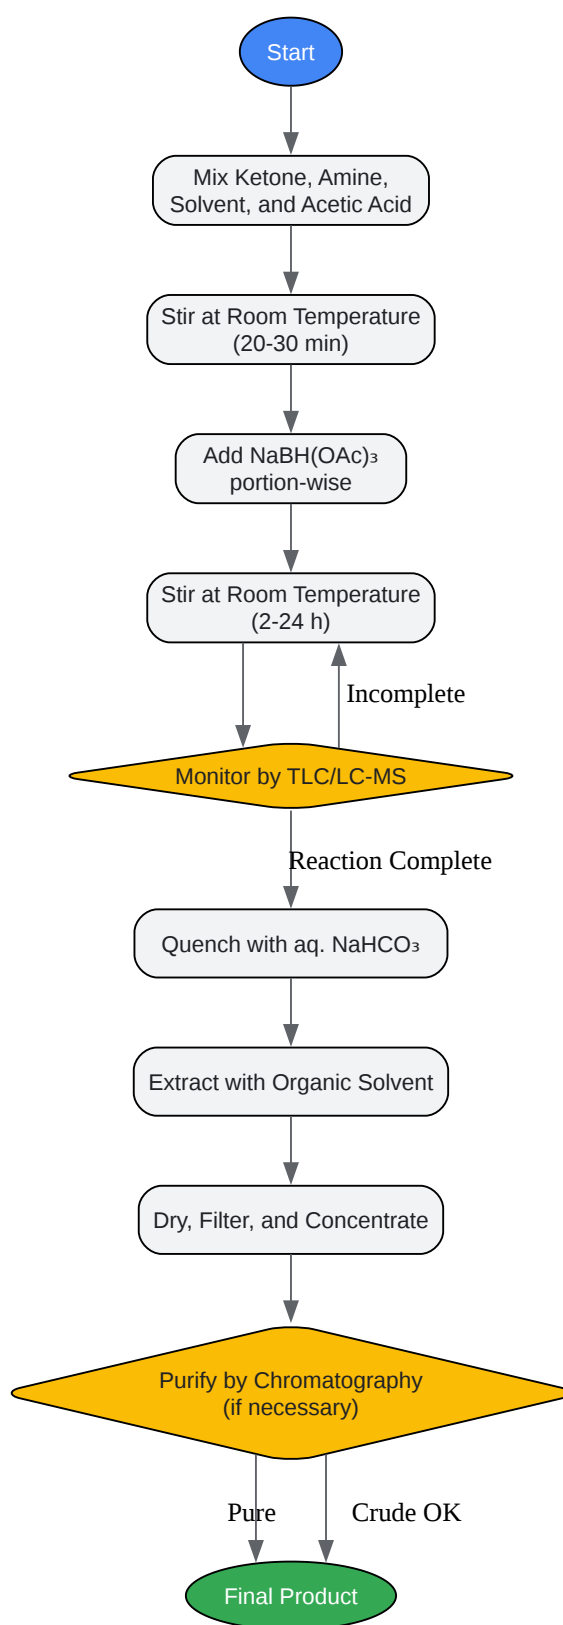 Start
Mix Ketone, Amine,
Solvent, and Acetic Acid
Stir at Room Temperature
(20-30 min)
Add NaBH(OAc)₃
portion-wise
Stir at Room Temperature
(2-24 h)
Incomplete
Monitor by TLC/LC-MS
Reaction Complete
Quench with aq. NaHCO₃
Extract with Organic Solvent
Dry, Filter, and Concentrate
Purify by Chromatography
(if necessary)
Pure
Crude OK
Final Product